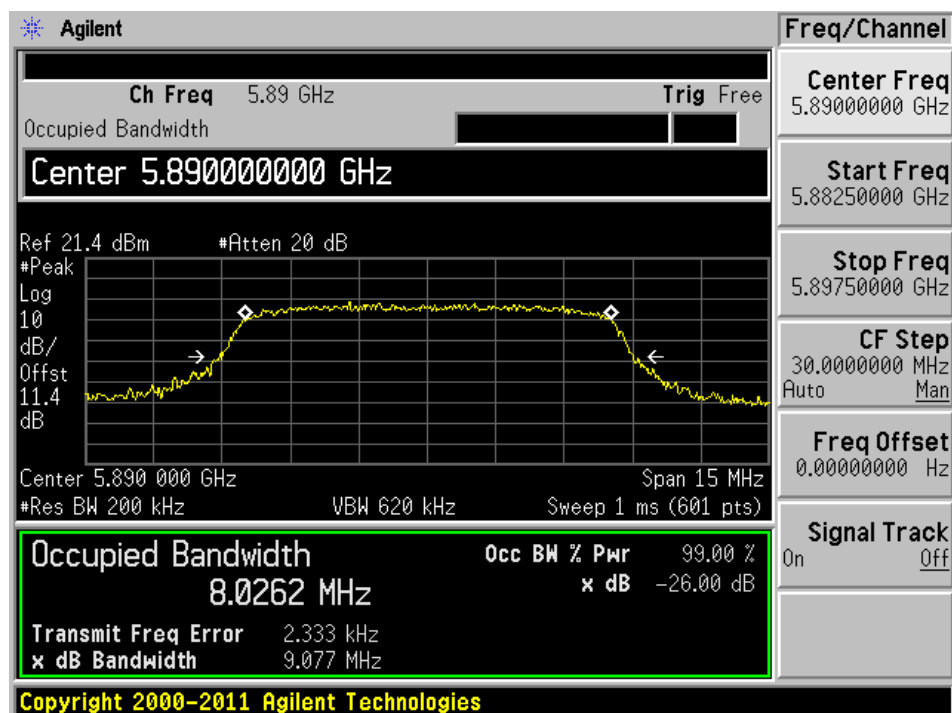 Agilent
Freq/Channel
Ch Freq 5.89 GHz Trig Free
Occupied Bandwidth
Center 5.890000000 GHz
Ref 21.4 dBm #Atten 20 dB
#Peak
Log
10
dB/
Offst
11.4
dB
Center 5.890 000 GHz Span 15 MHz
#Res BW 200 kHz VBW 620 kHz Sweep 1 ms (601 pts)
Occupied Bandwidth
8.0262 MHz
Occ BW % Pwr 99.00 %
x dB -26.00 dB
Transmit Freq Error 2.333 kHz
x dB Bandwidth 9.077 MHz
Copyright 2000-2011 Agilent Technologies
Center Freq
5.89000000 GHz
Start Freq
5.88250000 GHz
Stop Freq
5.89750000 GHz
CF Step
30.0000000 MHz
Auto Man
Freq Offset
0.00000000 Hz
Signal Track
On Off